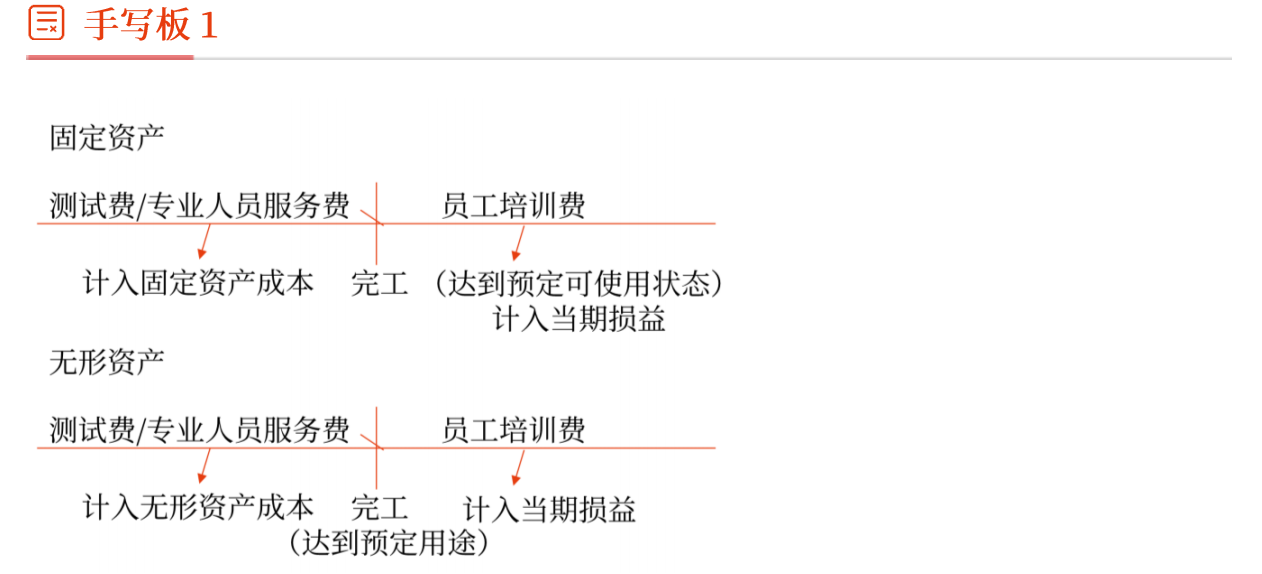 手写板 1
固定资产
测试费/专业人员服务费 员工培训费
计入固定资产成本 完工 （达到预定可使用状态）
计入当期损益
无形资产
测试费/专业人员服务费 员工培训费
计入无形资产成本 完工 计入当期损益
（达到预定用途）